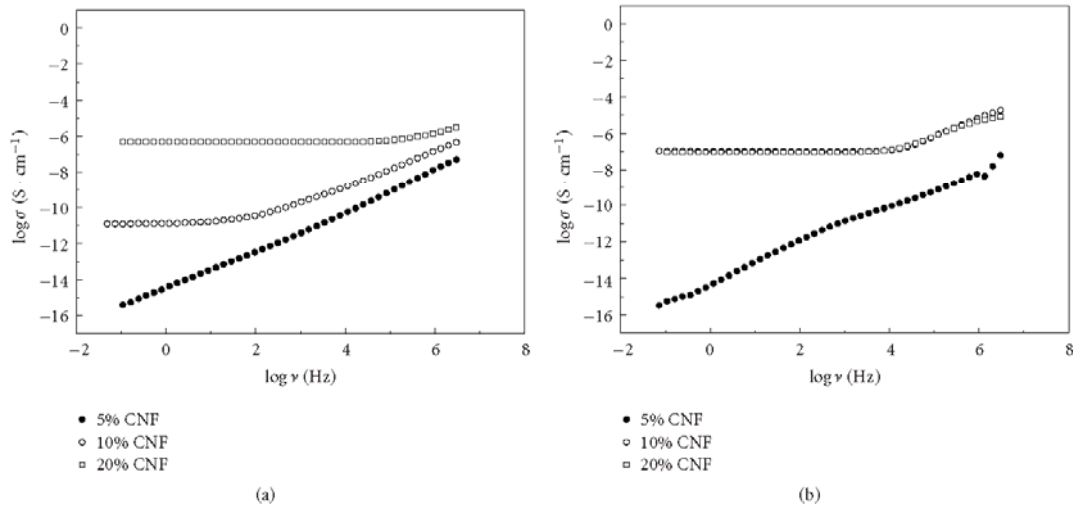 0
−2
−4
−6
−8
−10
−11
−14
−16
log σ (S · cm−1)
−2 0 2 4 6 8
log ν (Hz)
● 5% CNF
○ 10% CNF
□ 20% CNF
(a)
0
−2
−4
−6
−8
−10
−12
−14
−16
log σ (S · cm−1)
−2 0 2 4 6 8
log ν (Hz)
● 5% CNF
○ 10% CNF
□ 20% CNF
(b)